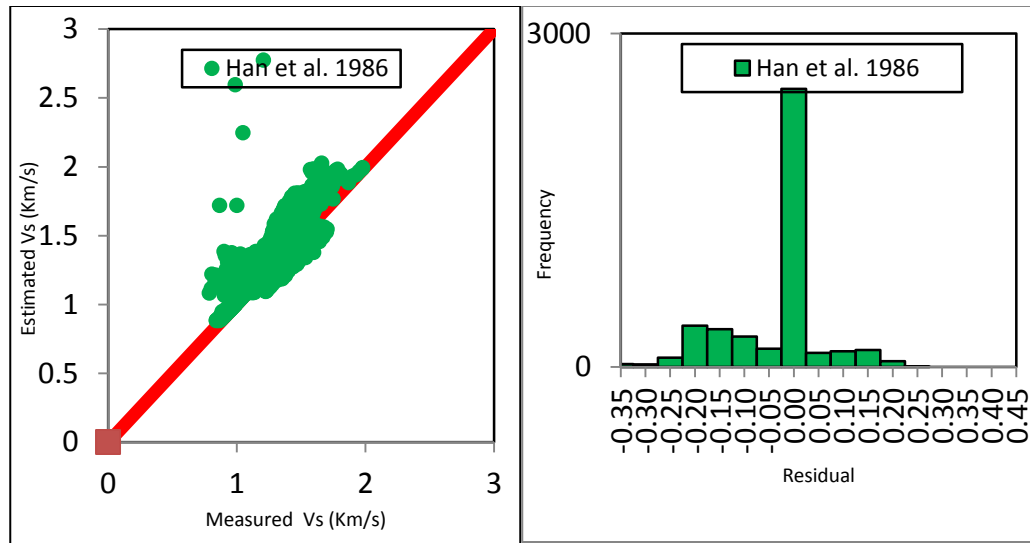 3
2.5
2
1.5
1
0.5
0
Estimated Vs (Km/s)
Han et al. 1986
0 1 2 3
Measured Vs (Km/s)
3000
0
Frequency
Han et al. 1986
-0.35 -0.30 -0.25 -0.20 -0.15 -0.10 -0.05 -0.00 0.05 0.10 0.15 0.20 0.25 0.30 0.35 0.40 0.45
Residual